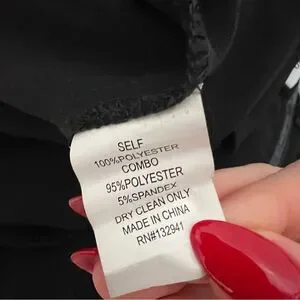 SELF
100%POLYESTER
COMBO
95%POLYESTER
5%SPANDEX
DRY CLEAN ONLY
MADE IN CHINA
RN#132941